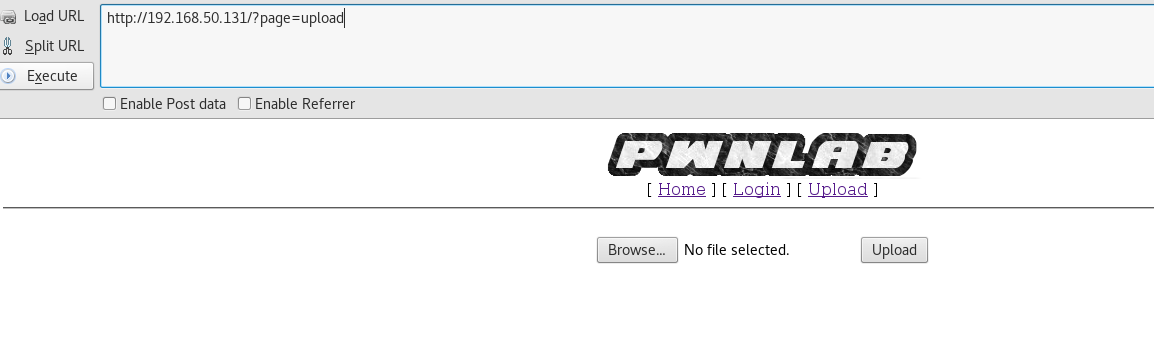 Load URL
http://192.168.50.131/?page=upload
Split URL
Execute
Enable Post data Enable Referrer
PWNLAB
[ Home ] [ Login ] [ Upload ]
Browse... No file selected. Upload